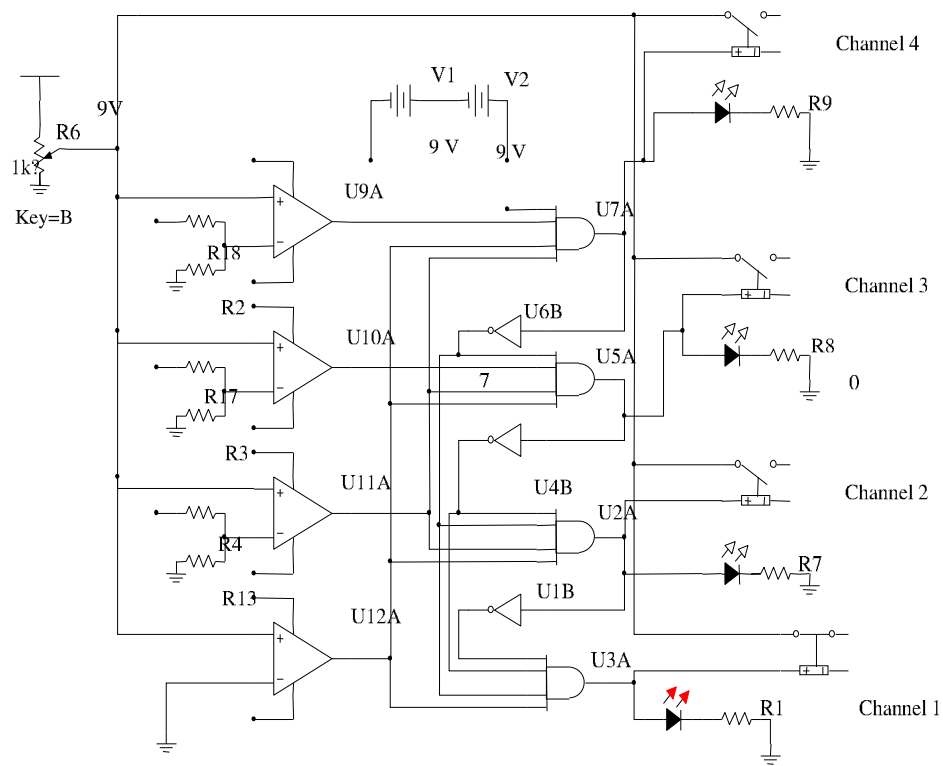 Channel 4
V1
V2
9V
R9
R6
9 V
9 V
1k?
U9A
U7A
Key=B
R18
Channel 3
R2
U6B
U10A
U5A
R8
7
0
R17
R3
U11A
U4B
Channel 2
U2A
R4
R7
U1B
R13
U12A
U3A
R1
Channel 1